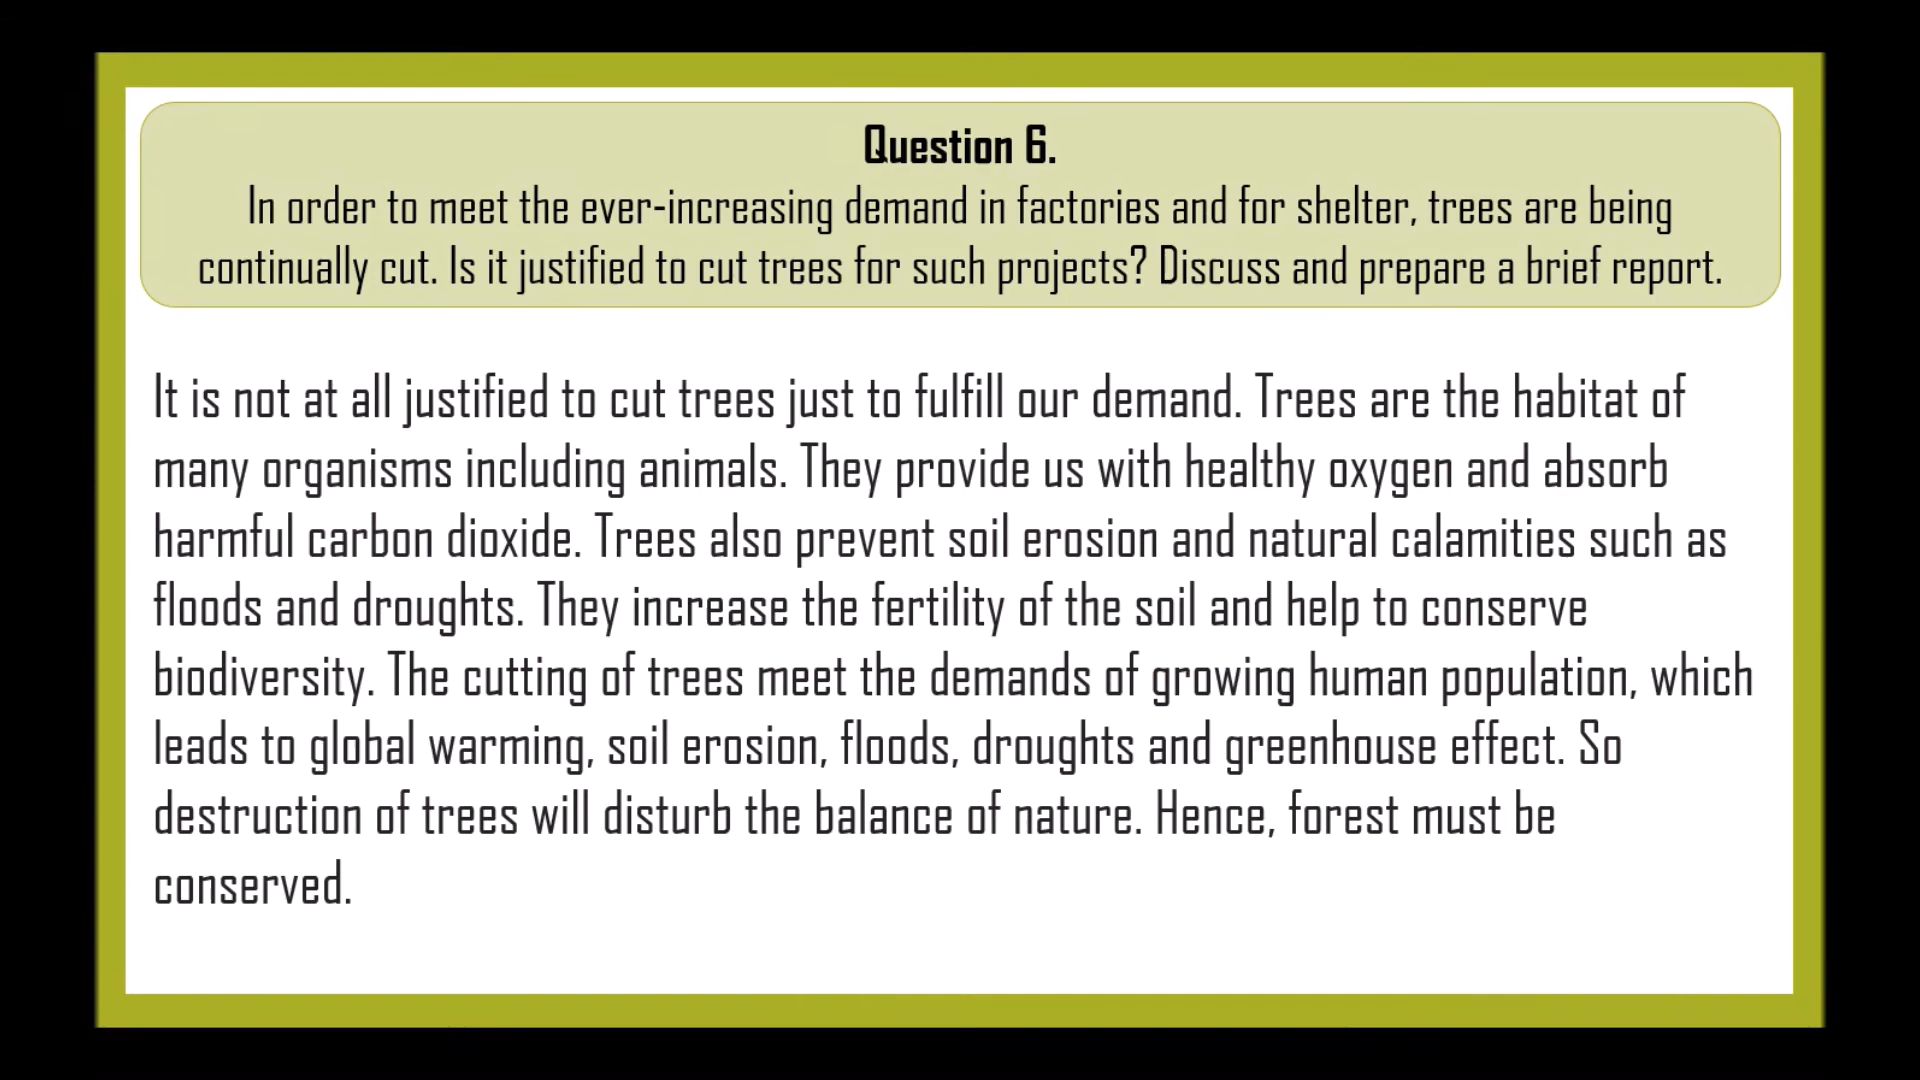 Question 6.
In order to meet the ever-increasing demand in factories and for shelter, trees are being
continually cut. Is it justified to cut trees for such projects? Discuss and prepare a brief report.
It is not at all justified to cut trees just to fulfill our demand. Trees are the habitat of
many organisms including animals. They provide us with healthy oxygen and absorb
harmful carbon dioxide. Trees also prevent soil erosion and natural calamities such as
floods and droughts. They increase the fertility of the soil and help to conserve
biodiversity. The cutting of trees meet the demands of growing human population, which
leads to global warming, soil erosion, floods, droughts and greenhouse effect. So
destruction of trees will disturb the balance of nature. Hence, forest must be
conserved.